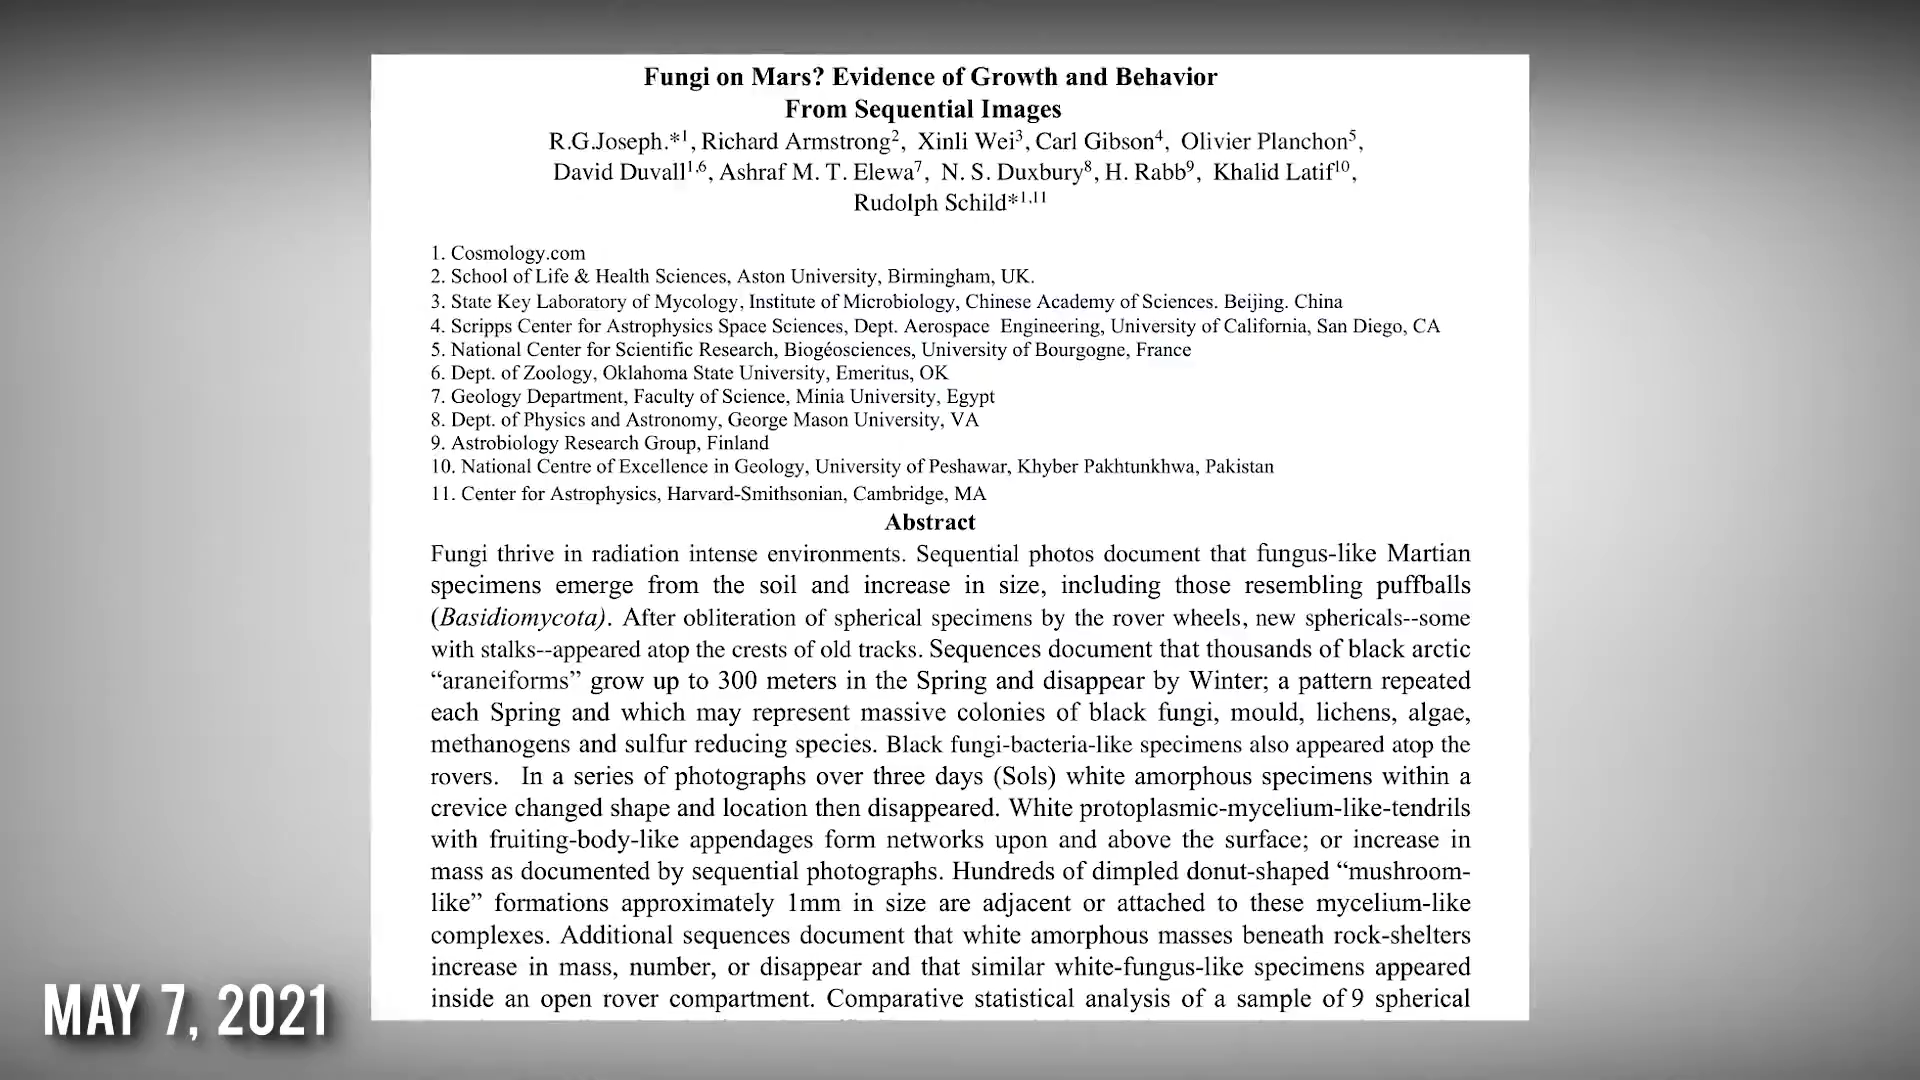 Fungi on Mars? Evidence of Growth and Behavior
From Sequential Images
R.G.Joseph.*1, Richard Armstrong2, Xinli Wei3, Carl Gibson4, Olivier Planchon5,
David Duvall1,6, Ashraf M. T. Elewa7, N. S. Duxbury8, H. Rabb9, Khalid Latif10,
Rudolph Schild*1,11
1. Cosmology.com
2. School of Life & Health Sciences, Aston University, Birmingham, UK.
3. State Key Laboratory of Mycology, Institute of Microbiology, Chinese Academy of Sciences. Beijing. China
4. Scripps Center for Astrophysics Space Sciences, Dept. Aerospace Engineering, University of California, San Diego, CA
5. National Center for Scientific Research, Biogéosciences, University of Bourgogne, France
6. Dept. of Zoology, Oklahoma State University, Emeritus, OK
7. Geology Department, Faculty of Science, Minia University, Egypt
8. Dept. of Physics and Astronomy, George Mason University, VA
9. Astrobiology Research Group, Finland
10. National Centre of Excellence in Geology, University of Peshawar, Khyber Pakhtunkhwa, Pakistan
11. Center for Astrophysics, Harvard-Smithsonian, Cambridge, MA
Abstract
Fungi thrive in radiation intense environments. Sequential photos document that fungus-like Martian
specimens emerge from the soil and increase in size, including those resembling puffballs
(Basidiomycota). After obliteration of spherical specimens by the rover wheels, new sphericals--some
with stalks--appeared atop the crests of old tracks. Sequences document that thousands of black arctic
“araneiforms” grow up to 300 meters in the Spring and disappear by Winter; a pattern repeated
each Spring and which may represent massive colonies of black fungi, mould, lichens, algae,
methanogens and sulfur reducing species. Black fungi-bacteria-like specimens also appeared atop the
rovers. In a series of photographs over three days (Sols) white amorphous specimens within a
crevice changed shape and location then disappeared. White protoplasmic-mycelium-like-tendrils
with fruiting-body-like appendages form networks upon and above the surface; or increase in
mass as documented by sequential photographs. Hundreds of dimpled donut-shaped “mushroom-
like” formations approximately 1mm in size are adjacent or attached to these mycelium-like
complexes. Additional sequences document that white amorphous masses beneath rock-shelters
increase in mass, number, or disappear and that similar white-fungus-like specimens appeared
inside an open rover compartment. Comparative statistical analysis of a sample of 9 spherical
MAY 7, 2021